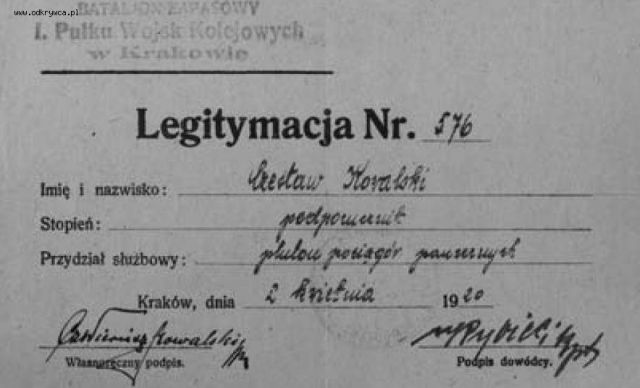 www.odkrywca.pl
BATALJON ZAPASOWY
I. Pułku Wojsk Kolejowych
w Krakowie
Legitymacja Nr. 576
Imię i nazwisko: Czesław Kowalski
Stopień: podporucznik
Przydział służbowy: pluton pociągów pancernych
Kraków, dnia 2 kwietnia 1920
Kowalski
Własnoręczny podpis.
Podpis dowódcy.